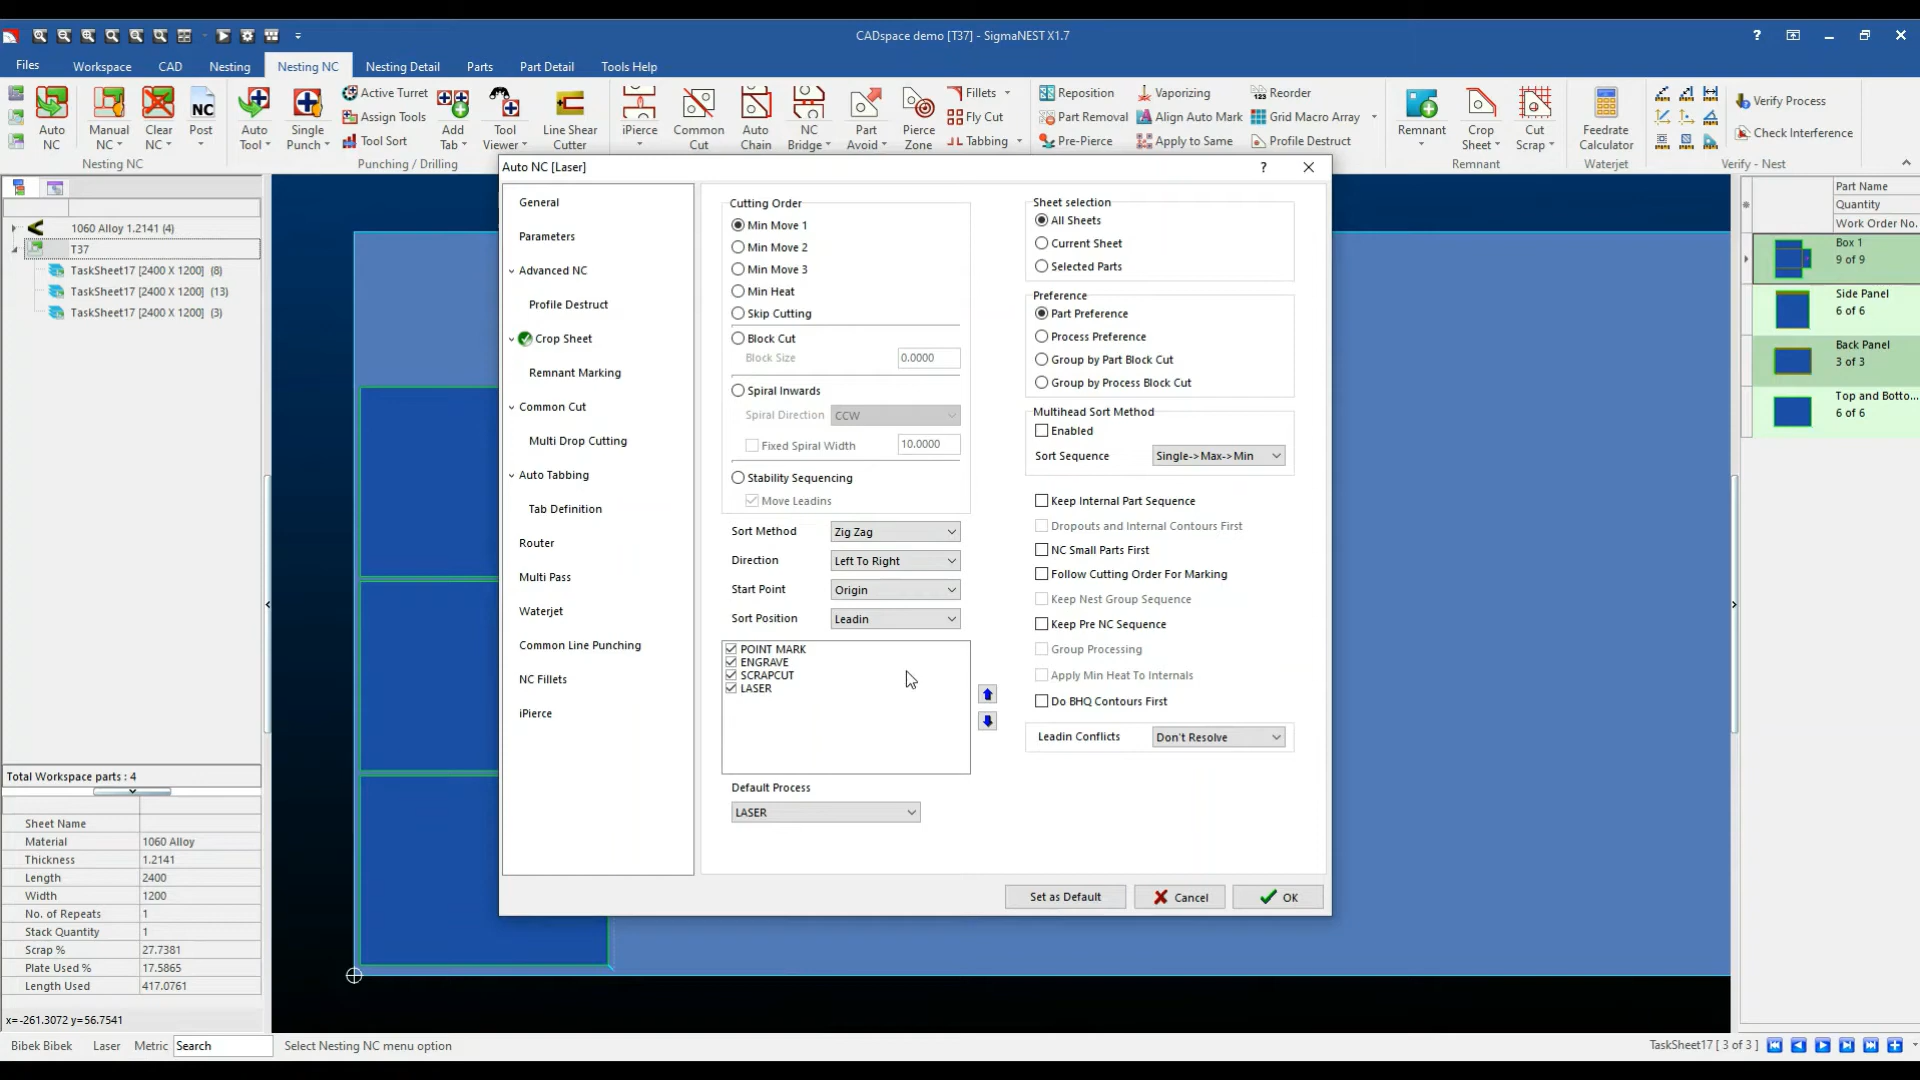 CADspace demo [T37] - SigmaNEST X1.7
Files
Workspace
CAD
Nesting
Nesting NC
Nesting Detail
Parts
Part Detail
Tools Help
Auto NC
Manual NC
Clear NC
Post
Nesting NC
Auto Tool
Single Punch
Active Turret
Assign Tools
Tool Sort
Add Tab
Tool Viewer
Line Shear Cutter
Punching / Drilling
iPierce
Common Cut
Auto Chain
NC Bridge
Part Avoid
Pierce Zone
Fillets
Fly Cut
Tabbing
Reposition
Part Removal
Pre-Pierce
Vaporizing
Align Auto Mark
Apply to Same
Reorder
Grid Macro Array
Profile Destruct
Remnant
Crop Sheet
Cut Scrap
Remnant
Feedrate Calculator
Waterjet
Verify Process
Check Interference
Verify - Nest
1060 Alloy 1.2141 (4)
T37
TaskSheet17 [2400 X 1200] (8)
TaskSheet17 [2400 X 1200] (13)
TaskSheet17 [2400 X 1200] (3)
Total Workspace parts : 4
Sheet Name
Material 1060 Alloy
Thickness 1.2141
Length 2400
Width 1200
No. of Repeats 1
Stack Quantity 1
Scrap % 27.7381
Plate Used % 17.5865
Length Used 417.0761
x=-261.3072 y=56.7541
Auto NC [Laser]
General
Parameters
Advanced NC
Profile Destruct
Crop Sheet
Remnant Marking
Common Cut
Multi Drop Cutting
Auto Tabbing
Tab Definition
Router
Multi Pass
Waterjet
Common Line Punching
NC Fillets
iPierce
Cutting Order
Min Move 1
Min Move 2
Min Move 3
Min Heat
Skip Cutting
Block Cut
Block Size 0.0000
Spiral Inwards
Spiral Direction CCW
Fixed Spiral Width 10.0000
Stability Sequencing
Move Leadins
Sort Method Zig Zag
Direction Left To Right
Start Point Origin
Sort Position Leadin
POINT MARK
ENGRAVE
SCRAPCUT
LASER
Default Process
LASER
Sheet selection
All Sheets
Current Sheet
Selected Parts
Preference
Part Preference
Process Preference
Group by Part Block Cut
Group by Process Block Cut
Multihead Sort Method
Enabled
Sort Sequence Single->Max->Min
Keep Internal Part Sequence
Dropouts and Internal Contours First
NC Small Parts First
Follow Cutting Order For Marking
Keep Nest Group Sequence
Keep Pre NC Sequence
Group Processing
Apply Min Heat To Internals
Do BHQ Contours First
Leadin Conflicts Don't Resolve
Set as Default
Cancel
OK
Part Name
Quantity
Work Order No.
Box 1
9 of 9
Side Panel
6 of 6
Back Panel
3 of 3
Top and Botto...
6 of 6
Bibek Bibek
Laser
Metric
Search
Select Nesting NC menu option
TaskSheet17 [ 3 of 3 ]